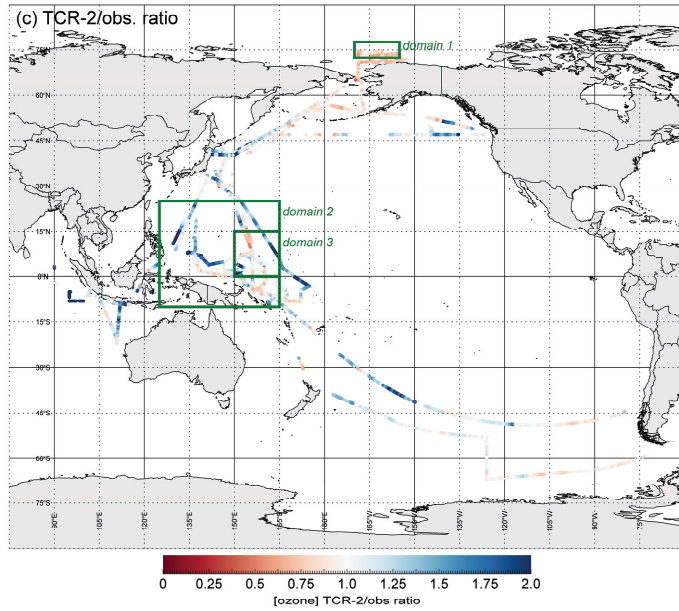 (c) TCR-2/obs. ratio
75°N
domain 1
60°N
45°N
30°N
domain 2
15°N
domain 3
0°N
15°S
30°S
45°S
60°S
75°S
90°E
105°E
120°E
135°E
150°E
165°E
180°E
165°W
150°W
135°W
120°W
105°W
90°W
75°W
0 0.25 0.5 0.75 1.0 1.25 1.5 1.75 2.0
[ozone] TCR-2/obs ratio